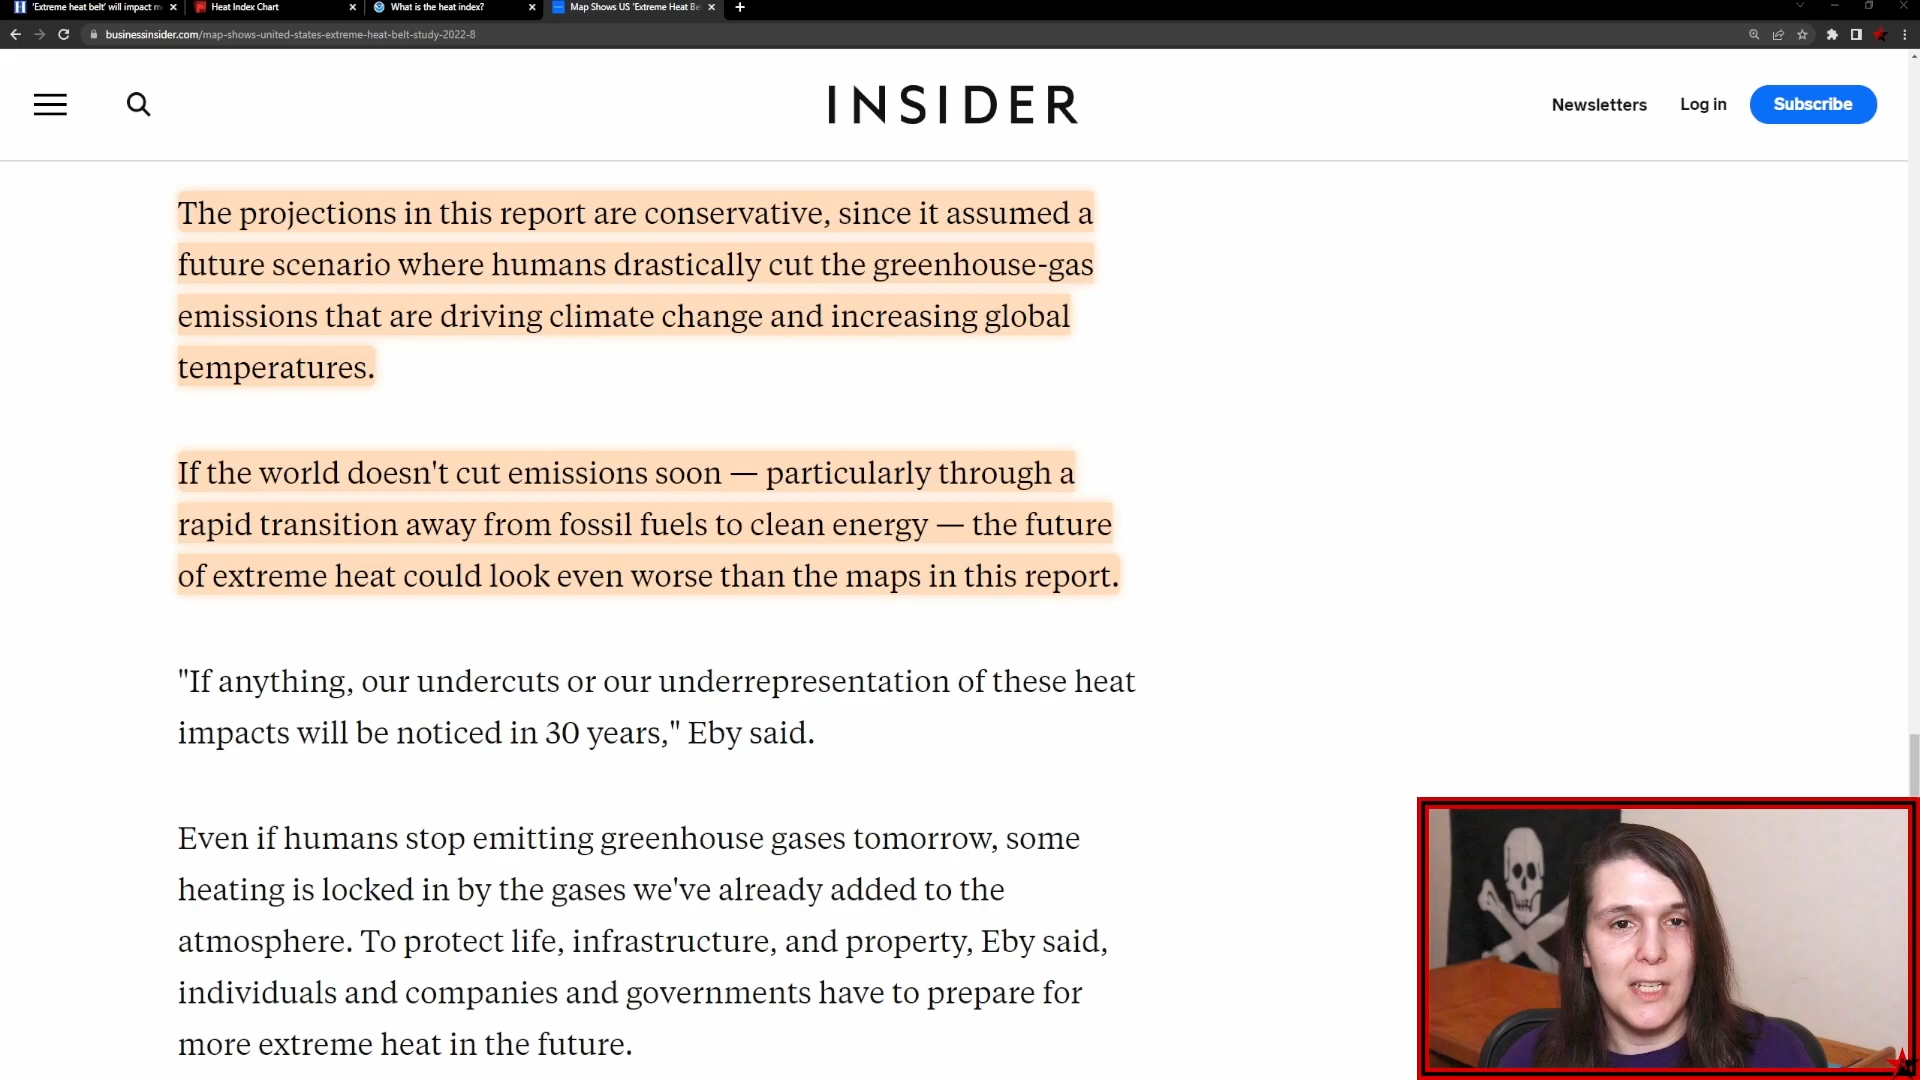 'Extreme heat belt' will impact m
Heat Index Chart
What is the heat index?
Map Shows US 'Extreme Heat Be
businessinsider.com/map-shows-united-states-extreme-heat-belt-study-2022-8
INSIDER
Newsletters
Log in
Subscribe
The projections in this report are conservative, since it assumed a
future scenario where humans drastically cut the greenhouse-gas
emissions that are driving climate change and increasing global
temperatures.
If the world doesn't cut emissions soon — particularly through a
rapid transition away from fossil fuels to clean energy — the future
of extreme heat could look even worse than the maps in this report.
"If anything, our undercuts or our underrepresentation of these heat
impacts will be noticed in 30 years," Eby said.
Even if humans stop emitting greenhouse gases tomorrow, some
heating is locked in by the gases we've already added to the
atmosphere. To protect life, infrastructure, and property, Eby said,
individuals and companies and governments have to prepare for
more extreme heat in the future.